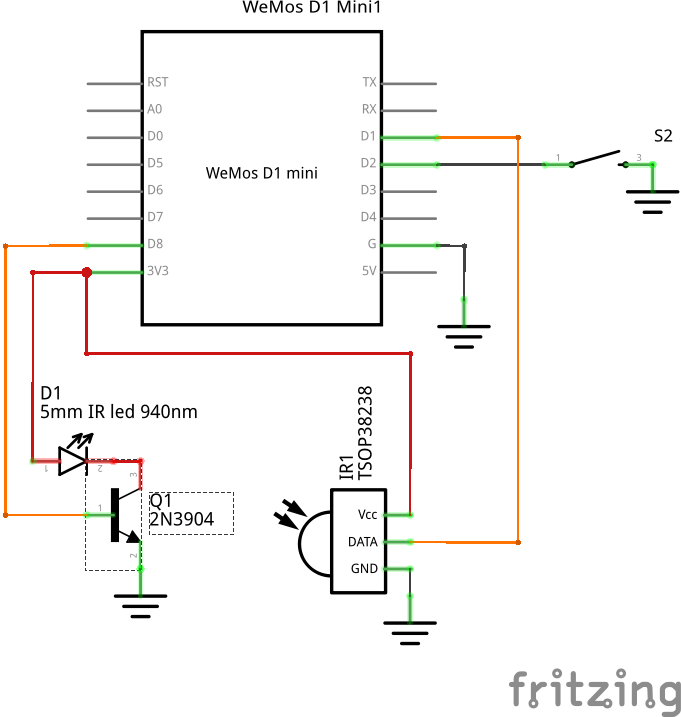 WeMos D1 Mini1
RST
TX
A0
RX
D0
D1
D5
D2
D6
D3
D7
D4
D8
G
3V3
5V
WeMos D1 mini
S2
1
3
D1
5mm IR led 940nm
1
2
3
Q1
2N3904
1
2
IR1
TSOP38238
Vcc
DATA
GND
fritzing